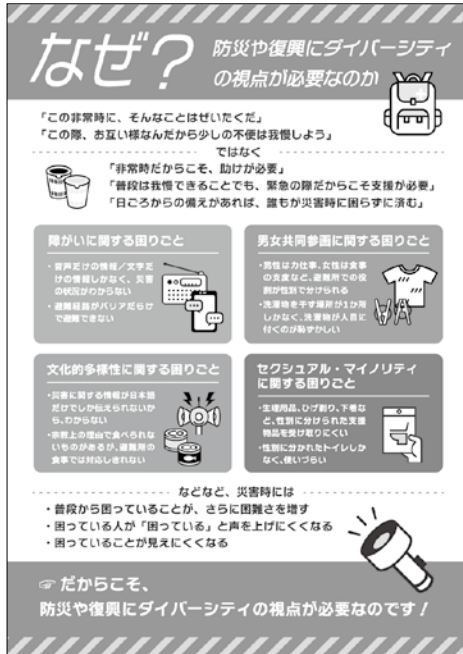 なぜ?
防災や復興にダイバーシティ
の視点が必要なのか
「この非常時に、そんなことはぜいたくだ」
「この際、お互い様なんだから少しの不便は我慢しよう」
ではなく
「非常時だからこそ、助けが必要」
「普段は我慢できることでも、緊急の際だからこそ支援が必要」
「日ごろからの備えがあれば、誰もが災害時に困らずに済む」
障がいに関する困りごと
・音声だけの情報/文字だけ
の情報しかなく、災害
の状況がわからない
・避難経路がバリアだらけ
で避難できない
男女共同参画に関する困りごと
・男性は力仕事、女性は食事
の支度など、避難所での役
割が性別で分けられる
・洗濯物を干す場所が1か所
しかなく、洗濯物が人目に
付くのが恥ずかしい
文化的多様性に関する困りごと
・災害に関する情報が日本語
だけでしか伝えられないか
ら、わからない
・宗教上の理由で食べられな
いものがあるが、避難所の
食事では対応しきれない
セクシュアル・マイノリティ
に関する困りごと
・生理用品、ひげ剃り、下着な
ど、性別に分けられた支援
物品を受け取りにくい
・性別に分かれたトイレしか
なく、使いづらい
などなど、災害時には
・普段から困っていることが、さらに困難さを増す
・困っている人が「困っている」と声を上げにくくなる
・困っていることが見えにくくなる
☞だからこそ、
防災や復興にダイバーシティの視点が必要なのです!